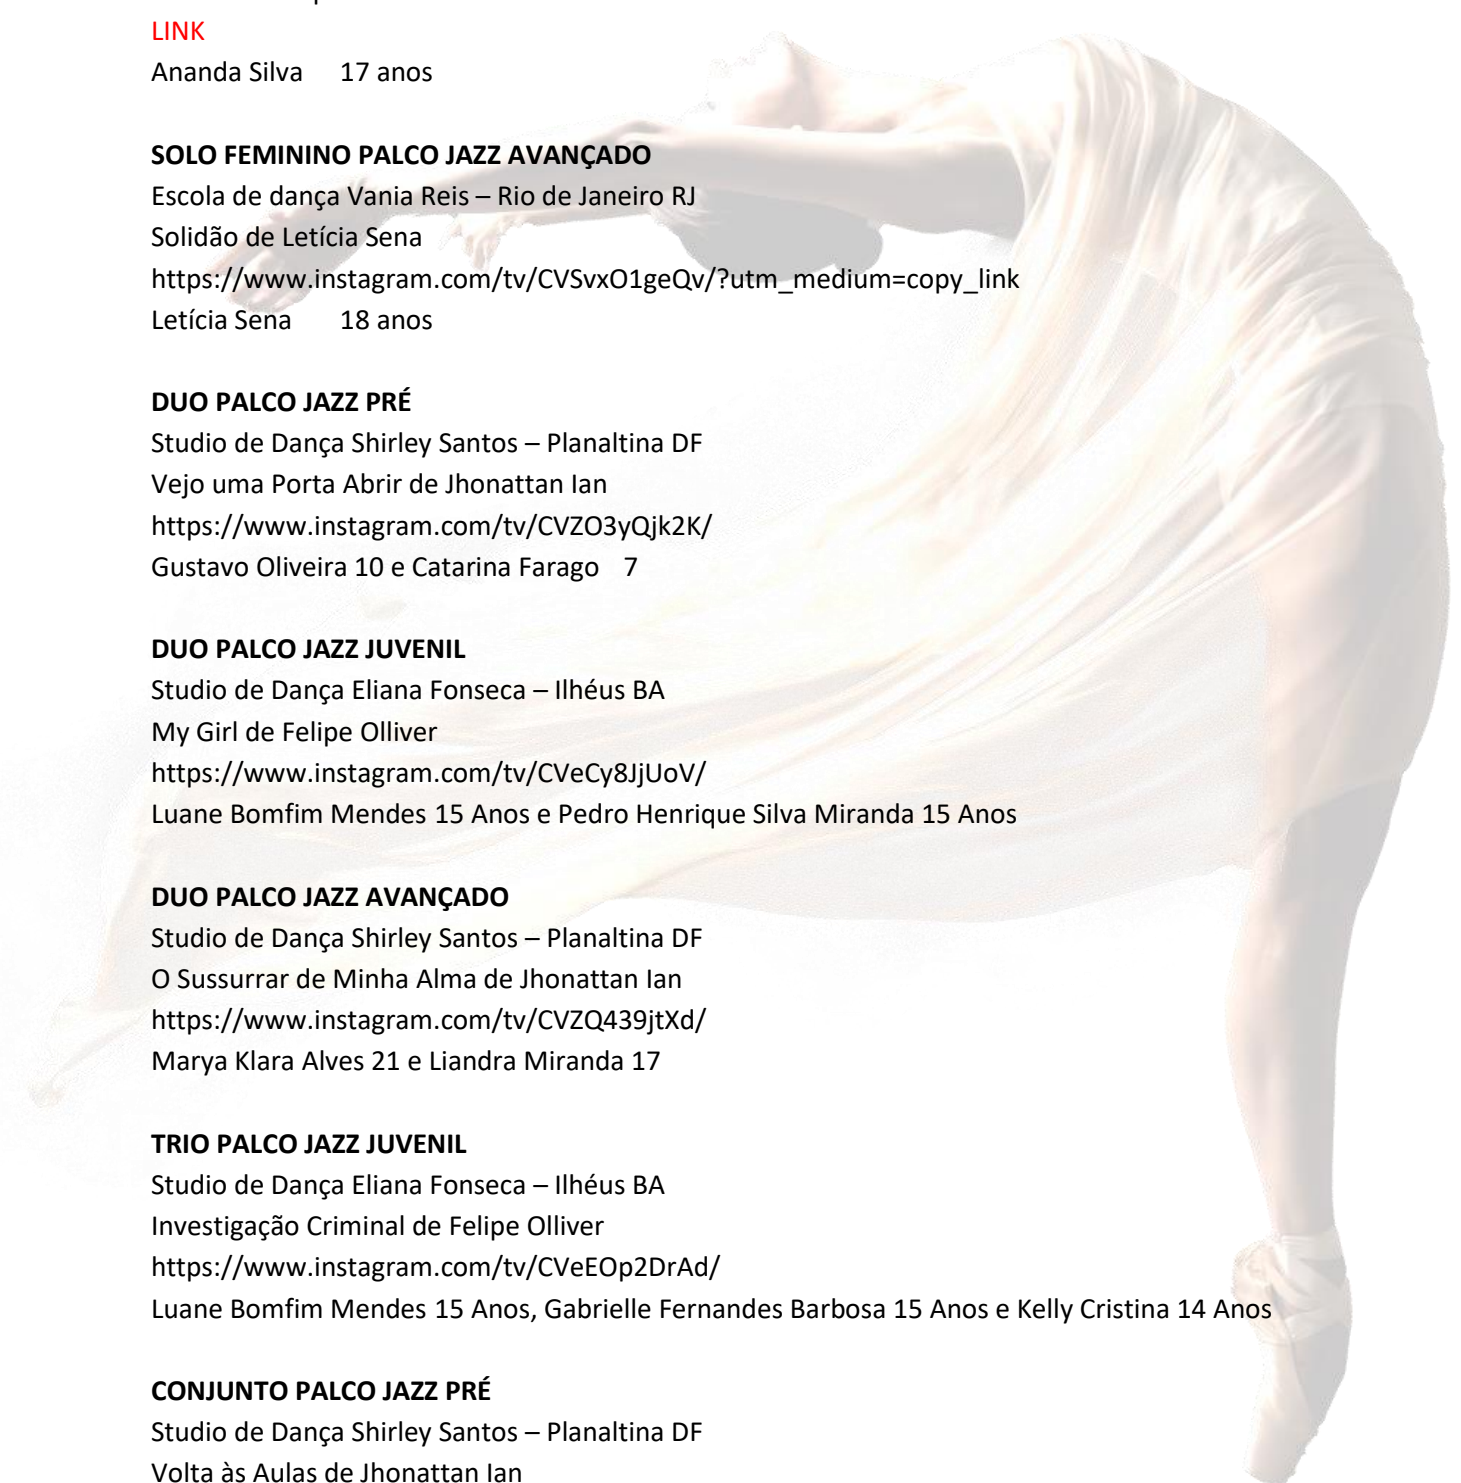 LINK
Ananda Silva 17 anos
SOLO FEMININO PALCO JAZZ AVANÇADO
Escola de dança Vania Reis – Rio de Janeiro RJ
Solidão de Letícia Sena
https://www.instagram.com/tv/CVSvxO1geQv/?utm_medium=copy_link
Letícia Sena 18 anos
DUO PALCO JAZZ PRÉ
Studio de Dança Shirley Santos – Planaltina DF
Vejo uma Porta Abrir de Jhonattan Ian
https://www.instagram.com/tv/CVZO3yQjk2K/
Gustavo Oliveira 10 e Catarina Farago 7
DUO PALCO JAZZ JUVENIL
Studio de Dança Eliana Fonseca – Ilhéus BA
My Girl de Felipe Olliver
https://www.instagram.com/tv/CVeCy8JjUoV/
Luane Bomfim Mendes 15 Anos e Pedro Henrique Silva Miranda 15 Anos
DUO PALCO JAZZ AVANÇADO
Studio de Dança Shirley Santos – Planaltina DF
O Sussurrar de Minha Alma de Jhonattan Ian
https://www.instagram.com/tv/CVZQ439jtXd/
Marya Klara Alves 21 e Liandra Miranda 17
TRIO PALCO JAZZ JUVENIL
Studio de Dança Eliana Fonseca – Ilhéus BA
Investigação Criminal de Felipe Olliver
https://www.instagram.com/tv/CVeEOp2DrAd/
Luane Bomfim Mendes 15 Anos, Gabrielle Fernandes Barbosa 15 Anos e Kelly Cristina 14 Anos
CONJUNTO PALCO JAZZ PRÉ
Studio de Dança Shirley Santos – Planaltina DF
Volta às Aulas de Jhonattan Ian